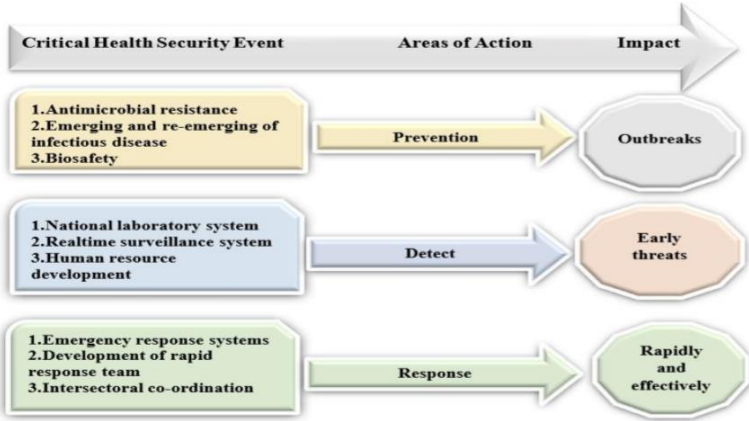 Critical Health Security Event Areas of Action Impact
1.Antimicrobial resistance
2.Emerging and re-emerging of
infectious disease
3.Biosafety
Prevention
Outbreaks
1.National laboratory system
2.Realtime surveillance system
3.Human resource
development
Detect
Early
threats
1.Emergency response systems
2.Development of rapid
response team
3.Intersectoral co-ordination
Response
Rapidly
and
effectively